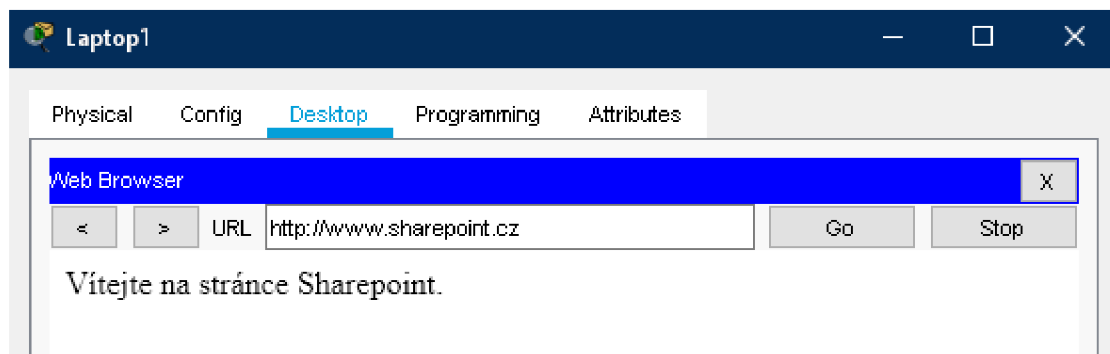 Laptop1
Physical Config Desktop Programming Attributes
Web Browser X
< > URL http://www.sharepoint.cz Go Stop
Vítejte na stránce Sharepoint.